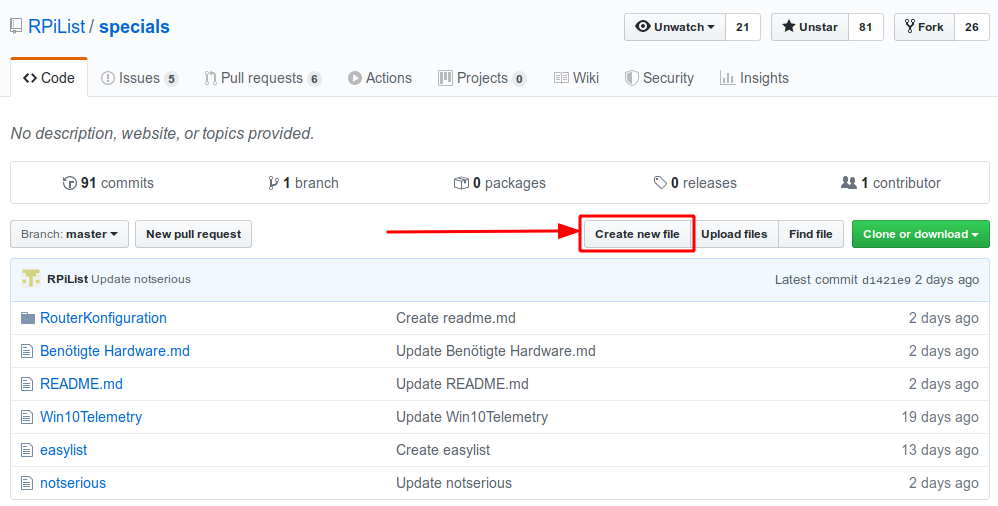 RPiList / specials
Unwatch 21 Unstar 81 Fork 26
Code Issues 5 Pull requests 6 Actions Projects 0 Wiki Security Insights
No description, website, or topics provided.
91 commits 1 branch 0 packages 0 releases 1 contributor
Branch: master New pull request Create new file Upload files Find file Clone or download
RPiList Update notserious Latest commit d1421e9 2 days ago
RouterKonfiguration Create readme.md 2 days ago
Benötigte Hardware.md Update Benötigte Hardware.md 2 days ago
README.md Update README.md 2 days ago
Win10Telemetry Update Win10Telemetry 19 days ago
easylist Create easylist 13 days ago
notserious Update notserious 2 days ago